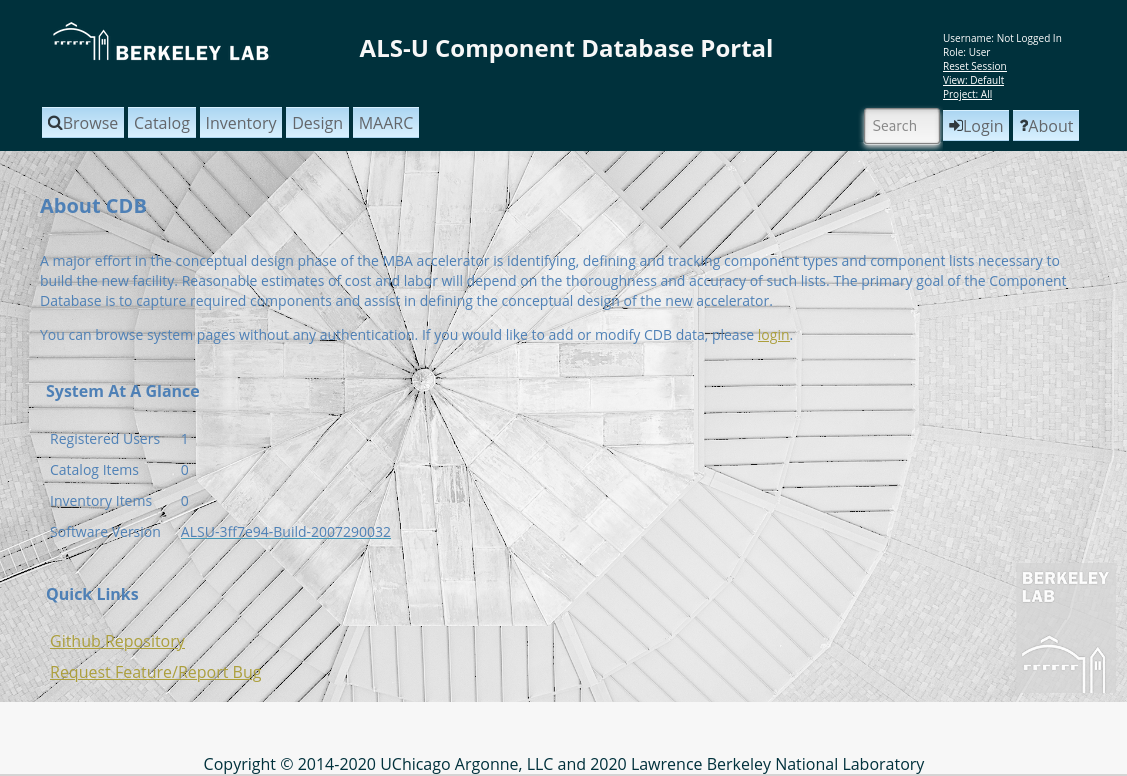 BERKELEY LAB
ALS-U Component Database Portal
Username: Not Logged In
Role: User
Reset Session
View: Default
Project: All
Browse Catalog Inventory Design MAARC
Search Login ?About
About CDB
A major effort in the conceptual design phase of the MBA accelerator is identifying, defining and tracking component types and component lists necessary to
build the new facility. Reasonable estimates of cost and labor will depend on the thoroughness and accuracy of such lists. The primary goal of the Component
Database is to capture required components and assist in defining the conceptual design of the new accelerator.
You can browse system pages without any authentication. If you would like to add or modify CDB data, please login.
System At A Glance
Registered Users 1
Catalog Items 0
Inventory Items 0
Software Version ALSU-3ff7e94-Build-2007290032
Quick Links
Github Repository
Request Feature/Report Bug
BERKELEY
LAB
Copyright © 2014-2020 UChicago Argonne, LLC and 2020 Lawrence Berkeley National Laboratory